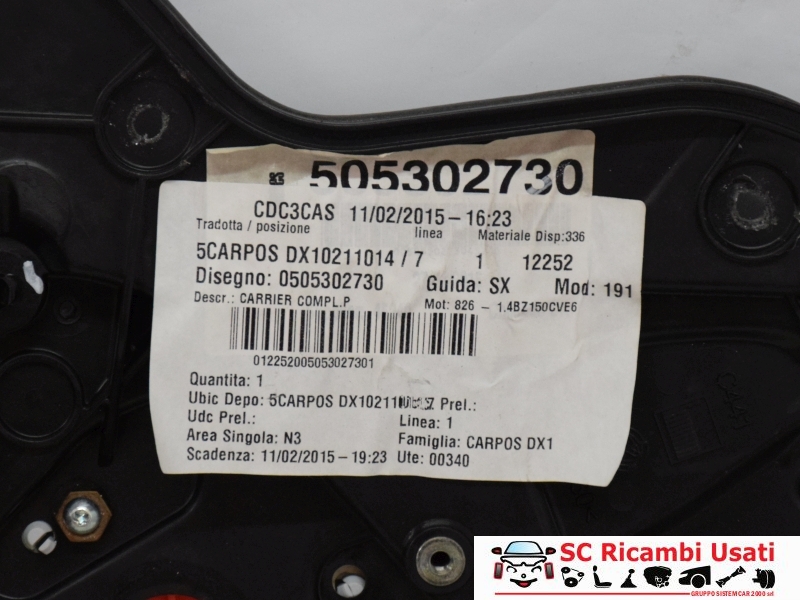 505302730
CDC3CAS 11/02/2015-16:23
Tradotta / posizione linea Materiale Disp:336
5CARPOS DX10211014 / 7 1 12252
Disegno: 0505302730 Guida: SX Mod: 191
Descr.: CARRIER COMPL.P Mot: 826 - 1.4BZ150CVE6
012252005053027301
Quantita: 1
Ubic Depo: 5CARPOS DX10211 Prel.:
Udc Prel.: Linea: 1
Area Singola: N3 Famiglia: CARPOS DX1
Scadenza: 11/02/2015-19:23 Ute: 00340
SC Ricambi Usati
GRUPPO SISTEMCAR 2000 srl